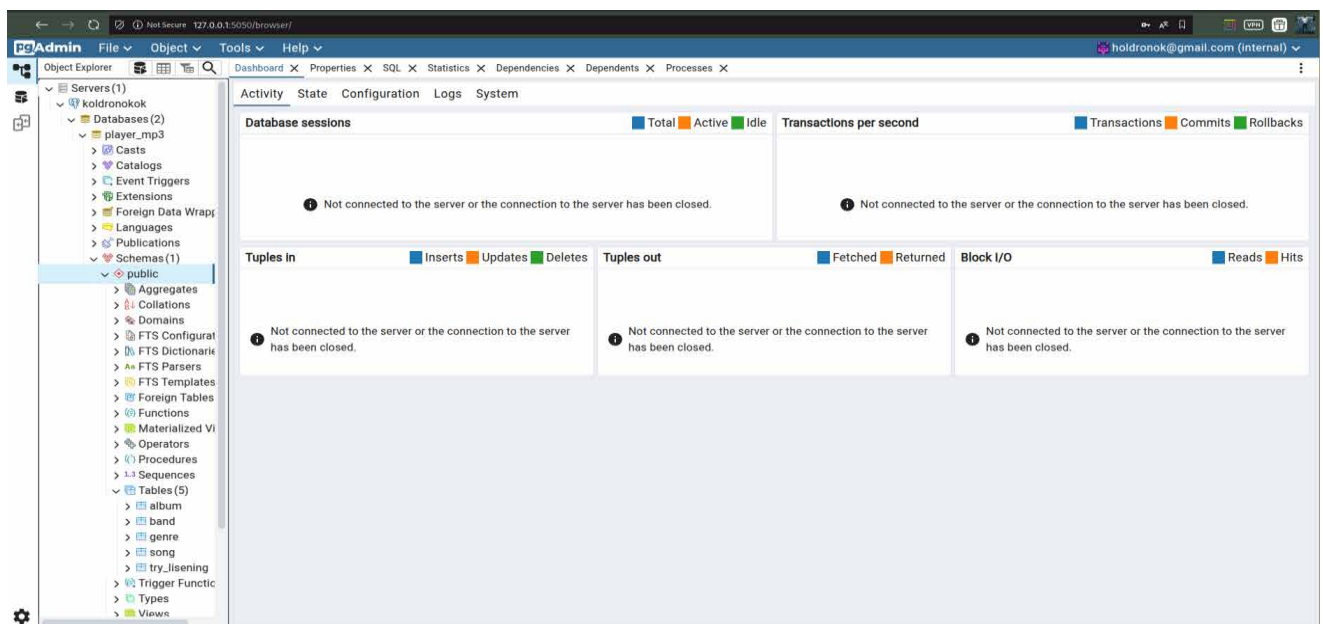 Not Secure 127.0.0.1:5050/browser/
VPN
pgAdmin File Object Tools Help holdronok@gmail.com (internal)
Object Explorer Dashboard Properties SQL Statistics Dependencies Dependents Processes
Servers (1)
koldronokok
Databases (2)
player_mp3
Casts
Catalogs
Event Triggers
Extensions
Foreign Data Wrapp
Languages
Publications
Schemas (1)
public
Aggregates
Collations
Domains
FTS Configurat
FTS Dictionarie
FTS Parsers
FTS Templates
Foreign Tables
Functions
Materialized Vi
Operators
Procedures
1..3 Sequences
Tables (5)
album
band
genre
song
try_lisening
Trigger Functic
Types
Views
Activity State Configuration Logs System
Database sessions Total Active Idle
Not connected to the server or the connection to the server has been closed.
Transactions per second Transactions Commits Rollbacks
Not connected to the server or the connection to the server has been closed.
Tuples in Inserts Updates Deletes
Not connected to the server or the connection to the server
has been closed.
Tuples out Fetched Returned
Not connected to the server or the connection to the server
has been closed.
Block I/O Reads Hits
Not connected to the server or the connection to the server
has been closed.